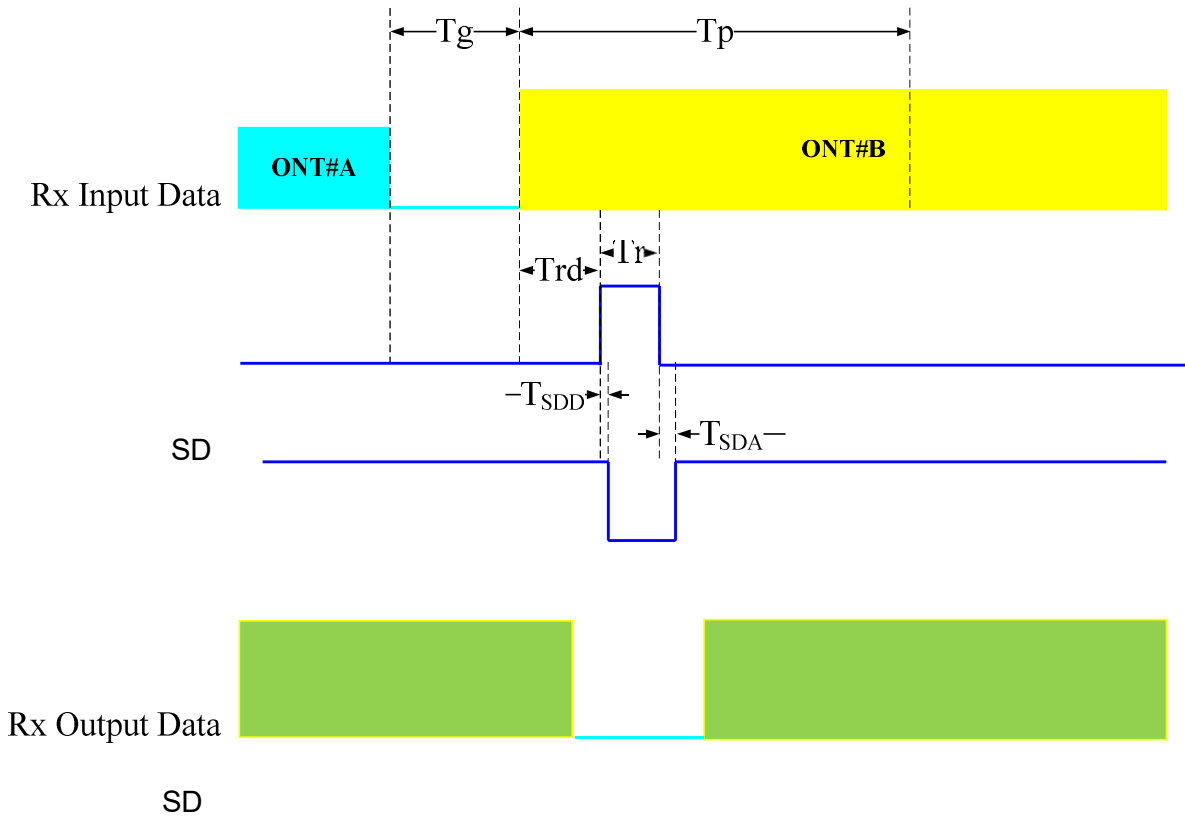 Tg
Tp
ONT#A
ONT#B
Rx Input Data
Tr
Trd
TSDD
TSDA
SD
Rx Output Data
SD